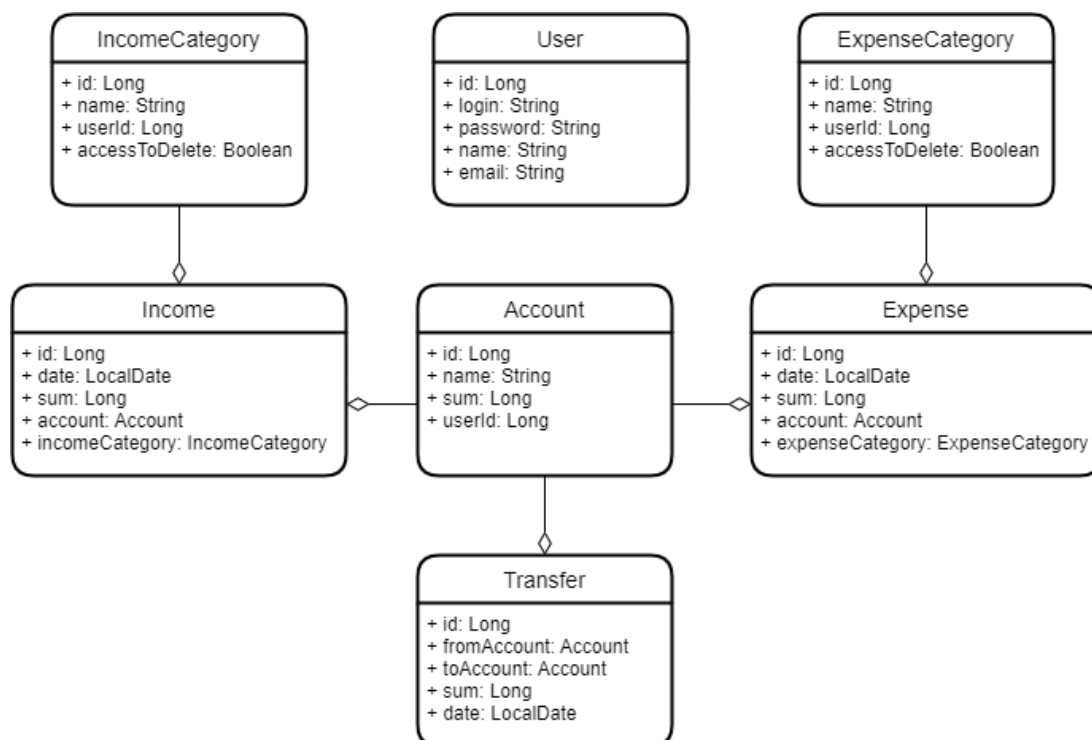 IncomeCategory
+ id: Long
+ name: String
+ userId: Long
+ accessToDelete: Boolean
User
+ id: Long
+ login: String
+ password: String
+ name: String
+ email: String
ExpenseCategory
+ id: Long
+ name: String
+ userId: Long
+ accessToDelete: Boolean
Income
+ id: Long
+ date: LocalDate
+ sum: Long
+ account: Account
+ incomeCategory: IncomeCategory
Account
+ id: Long
+ name: String
+ sum: Long
+ userId: Long
Expense
+ id: Long
+ date: LocalDate
+ sum: Long
+ account: Account
+ expenseCategory: ExpenseCategory
Transfer
+ id: Long
+ fromAccount: Account
+ toAccount: Account
+ sum: Long
+ date: LocalDate